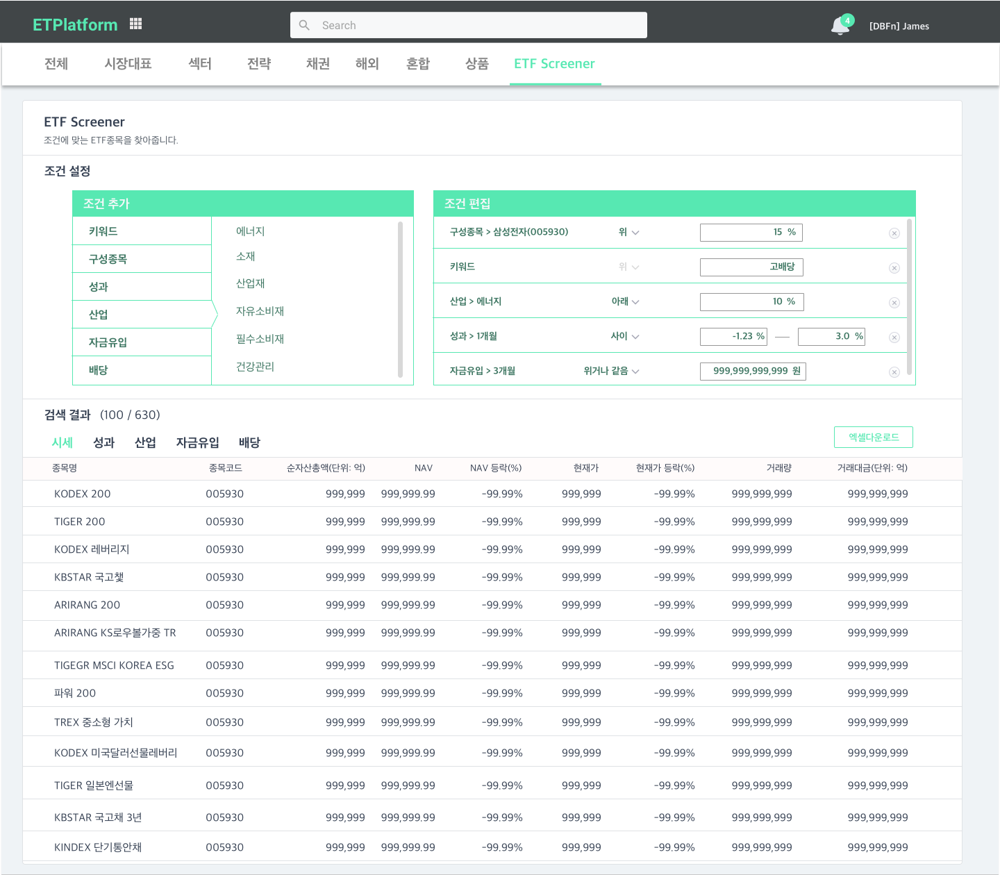 ETPlatform
Search
4
[DBFn] James
전체 시장대표 섹터 전략 채권 해외 혼합 상품 ETF Screener
ETF Screener
조건에 맞는 ETF종목을 찾아줍니다.
조건 설정
조건 추가
키워드
구성종목
성과
산업
자금유입
배당
에너지
소재
산업재
자유소비재
필수소비재
건강관리
조건 편집
구성종목 > 삼성전자(005930) 위 15 %
키워드 위 고배당
산업 > 에너지 아래 10 %
성과 > 1개월 사이 -1.23 % — 3.0 %
자금유입 > 3개월 위거나 같음 999,999,999,999 원
검색 결과 (100 / 630)
시세 성과 산업 자금유입 배당
엑셀다운로드
종목명 종목코드 순자산총액(단위: 억) NAV NAV 등락(%) 현재가 현재가 등락(%) 거래량 거래대금(단위: 억)
KODEX 200 005930 999,999 999,999.99 -99.99% 999,999 -99.99% 999,999,999 999,999,999
TIGER 200 005930 999,999 999,999.99 -99.99% 999,999 -99.99% 999,999,999 999,999,999
KODEX 레버리지 005930 999,999 999,999.99 -99.99% 999,999 -99.99% 999,999,999 999,999,999
KBSTAR 국고챛 005930 999,999 999,999.99 -99.99% 999,999 -99.99% 999,999,999 999,999,999
ARIRANG 200 005930 999,999 999,999.99 -99.99% 999,999 -99.99% 999,999,999 999,999,999
ARIRANG KS로우볼가중 TR 005930 999,999 999,999.99 -99.99% 999,999 -99.99% 999,999,999 999,999,999
TIGEGR MSCI KOREA ESG 005930 999,999 999,999.99 -99.99% 999,999 -99.99% 999,999,999 999,999,999
파워 200 005930 999,999 999,999.99 -99.99% 999,999 -99.99% 999,999,999 999,999,999
TREX 중소형 가치 005930 999,999 999,999.99 -99.99% 999,999 -99.99% 999,999,999 999,999,999
KODEX 미국달러선물레버리 005930 999,999 999,999.99 -99.99% 999,999 -99.99% 999,999,999 999,999,999
TIGER 일본엔선물 005930 999,999 999,999.99 -99.99% 999,999 -99.99% 999,999,999 999,999,999
KBSTAR 국고채 3년 005930 999,999 999,999.99 -99.99% 999,999 -99.99% 999,999,999 999,999,999
KINDEX 단기통안채 005930 999,999 999,999.99 -99.99% 999,999 -99.99% 999,999,999 999,999,999